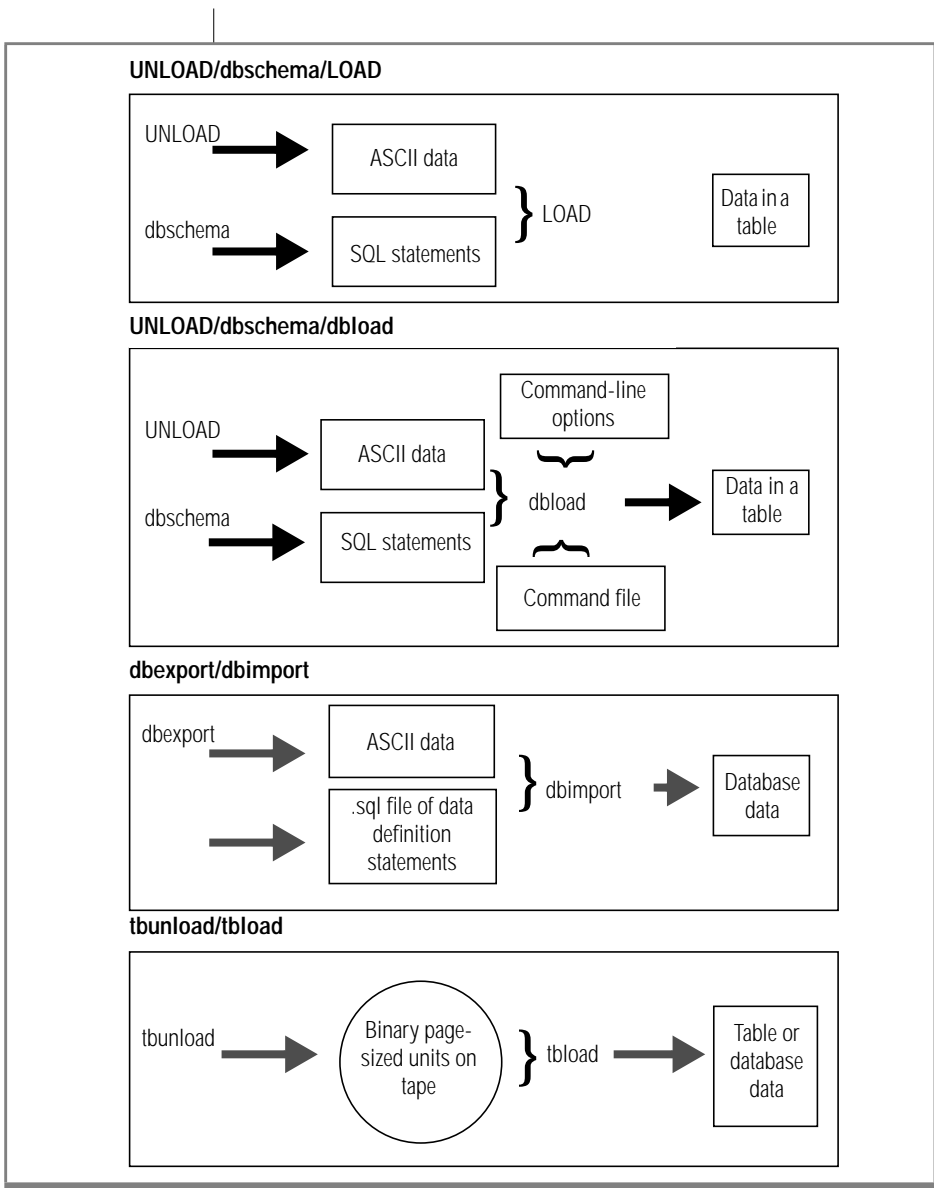 UNLOAD/dbschema/LOAD
UNLOAD
ASCII data
dbschema
SQL statements
LOAD
Data in a
table
UNLOAD/dbschema/dbload
UNLOAD
ASCII data
dbschema
SQL statements
Command-line
options
dbload
Command file
Data in a
table
dbexport/dbimport
dbexport
ASCII data
.sql file of data
definition
statements
dbimport
Database
data
tbunload/tbload
tbunload
Binary page-
sized units on
tape
tbload
Table or
database
data